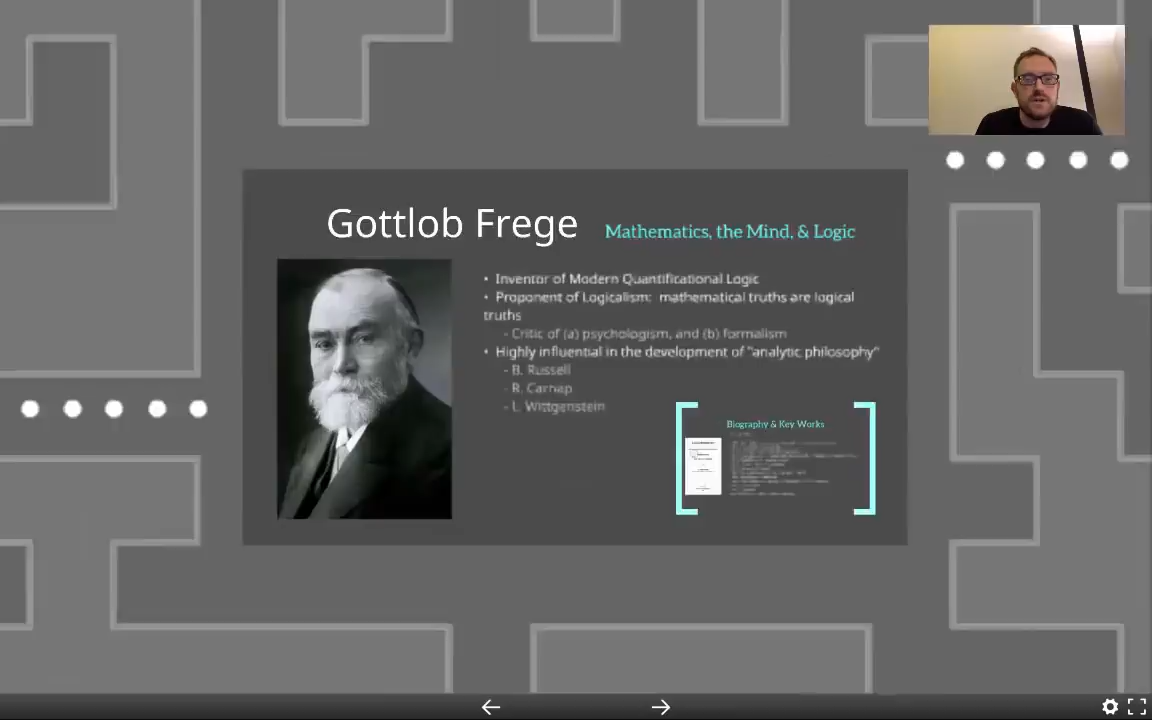 Gottlob Frege
Mathematics, the Mind, & Logic
• Inventor of Modern Quantificational Logic
• Proponent of Logicalism: mathematical truths are logical
truths
- Critic of (a) psychologism, and (b) formalism
• Highly influential in the development of "analytic philosophy"
- B. Russell
- R. Carnap
- L. Wittgenstein
Biography & Key Works